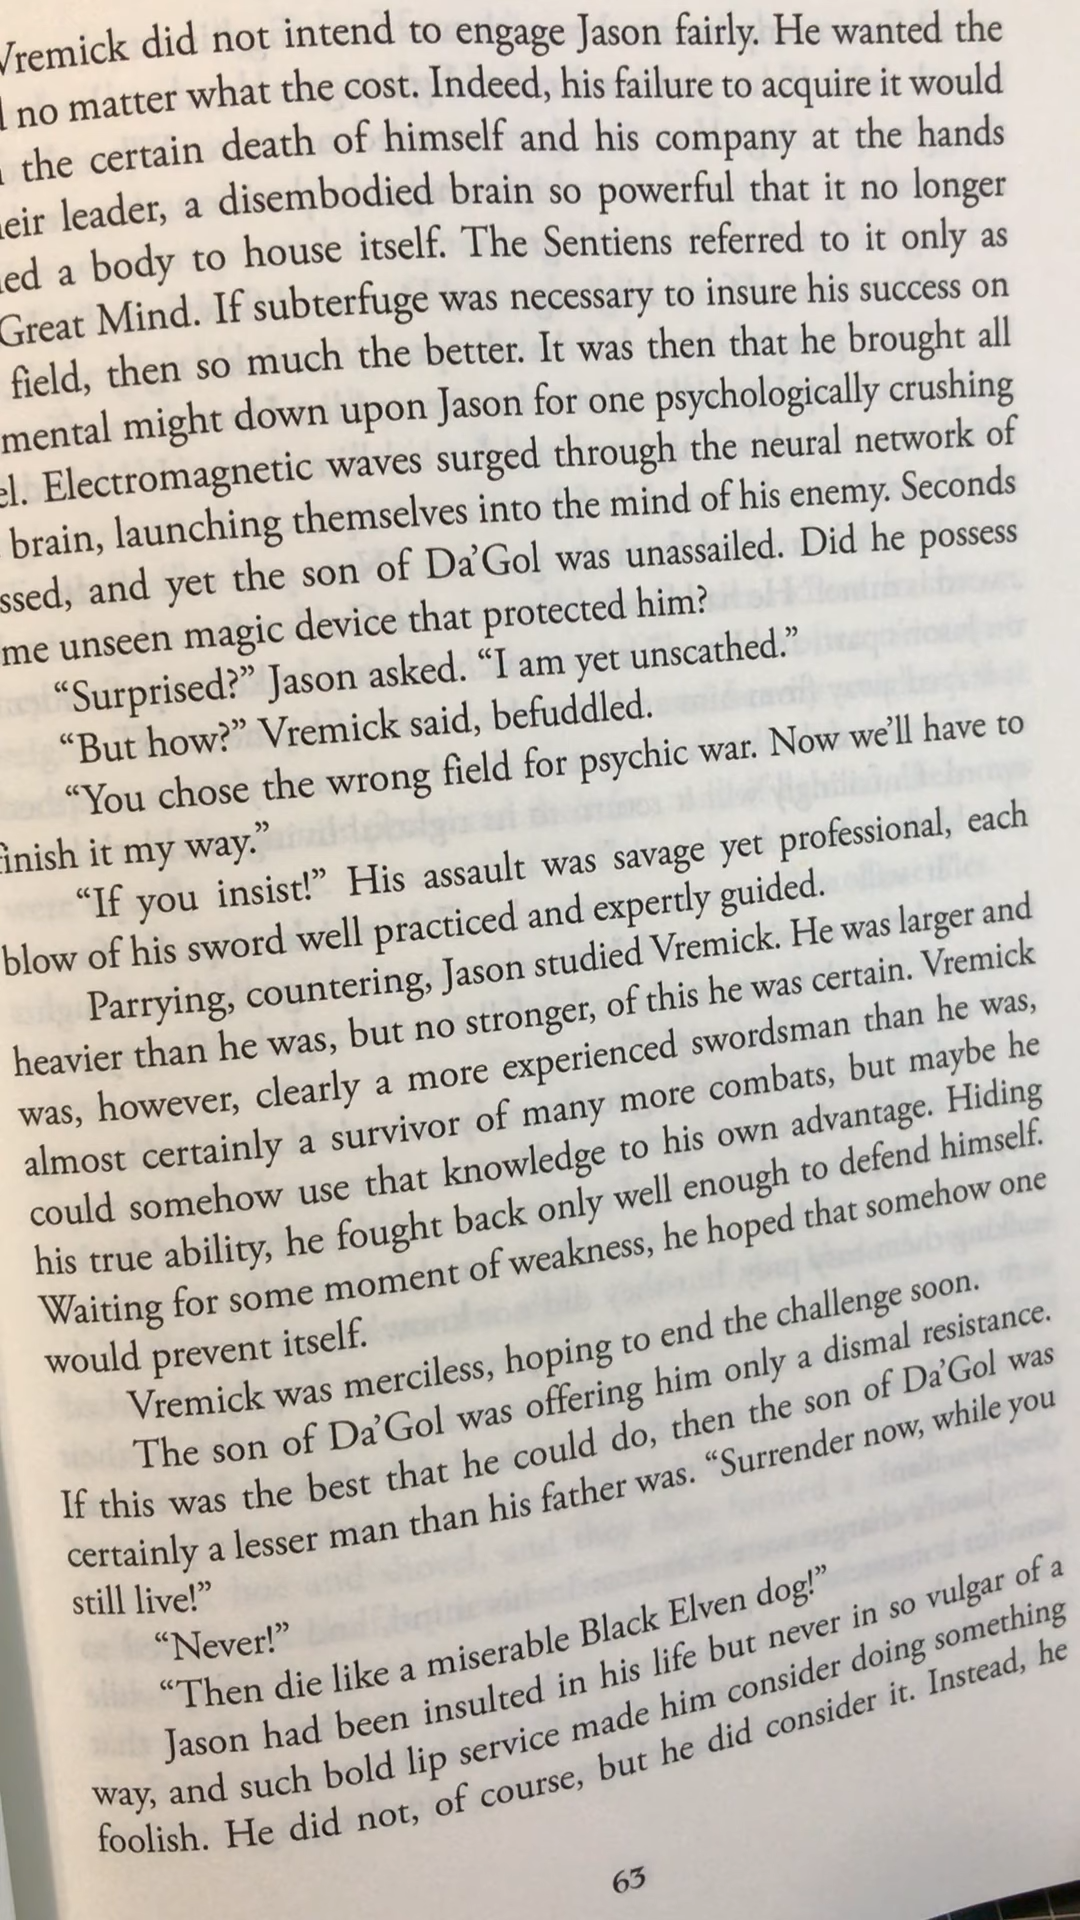 Vremick did not intend to engage Jason fairly. He wanted the
no matter what the cost. Indeed, his failure to acquire it would
the certain death of himself and his company at the hands
leader, a disembodied brain so powerful that it no longer
a body to house itself. The Sentiens referred to it only as
Great Mind. If subterfuge was necessary to insure his success on
field, then so much the better. It was then that he brought all
mental might down upon Jason for one psychologically crushing
Electromagnetic waves surged through the neural network of
brain, launching themselves into the mind of his enemy. Seconds
ssed, and yet the son of Da’Gol was unassailed. Did he possess
me unseen magic device that protected him?
“Surprised?” Jason asked. “I am yet unscathed.”
“But how?” Vremick said, befuddled.
“You chose the wrong field for psychic war. Now we’ll have to
finish it my way.”
“If you insist!” His assault was savage yet professional, each
blow of his sword well practiced and expertly guided.
Parrying, countering, Jason studied Vremick. He was larger and
heavier than he was, but no stronger, of this he was certain. Vremick
was, however, clearly a more experienced swordsman than he was,
almost certainly a survivor of many more combats, but maybe he
could somehow use that knowledge to his own advantage. Hiding
his true ability, he fought back only well enough to defend himself.
Waiting for some moment of weakness, he hoped that somehow one
would prevent itself.
Vremick was merciless, hoping to end the challenge soon.
The son of Da’Gol was offering him only a dismal resistance.
If this was the best that he could do, then the son of Da’Gol was
certainly a lesser man than his father was. “Surrender now, while you
still live!”
“Never!”
“Then die like a miserable Black Elven dog!”
Jason had been insulted in his life but never in so vulgar of a
way, and such bold lip service made him consider doing something
foolish. He did not, of course, but he did consider it. Instead, he
63